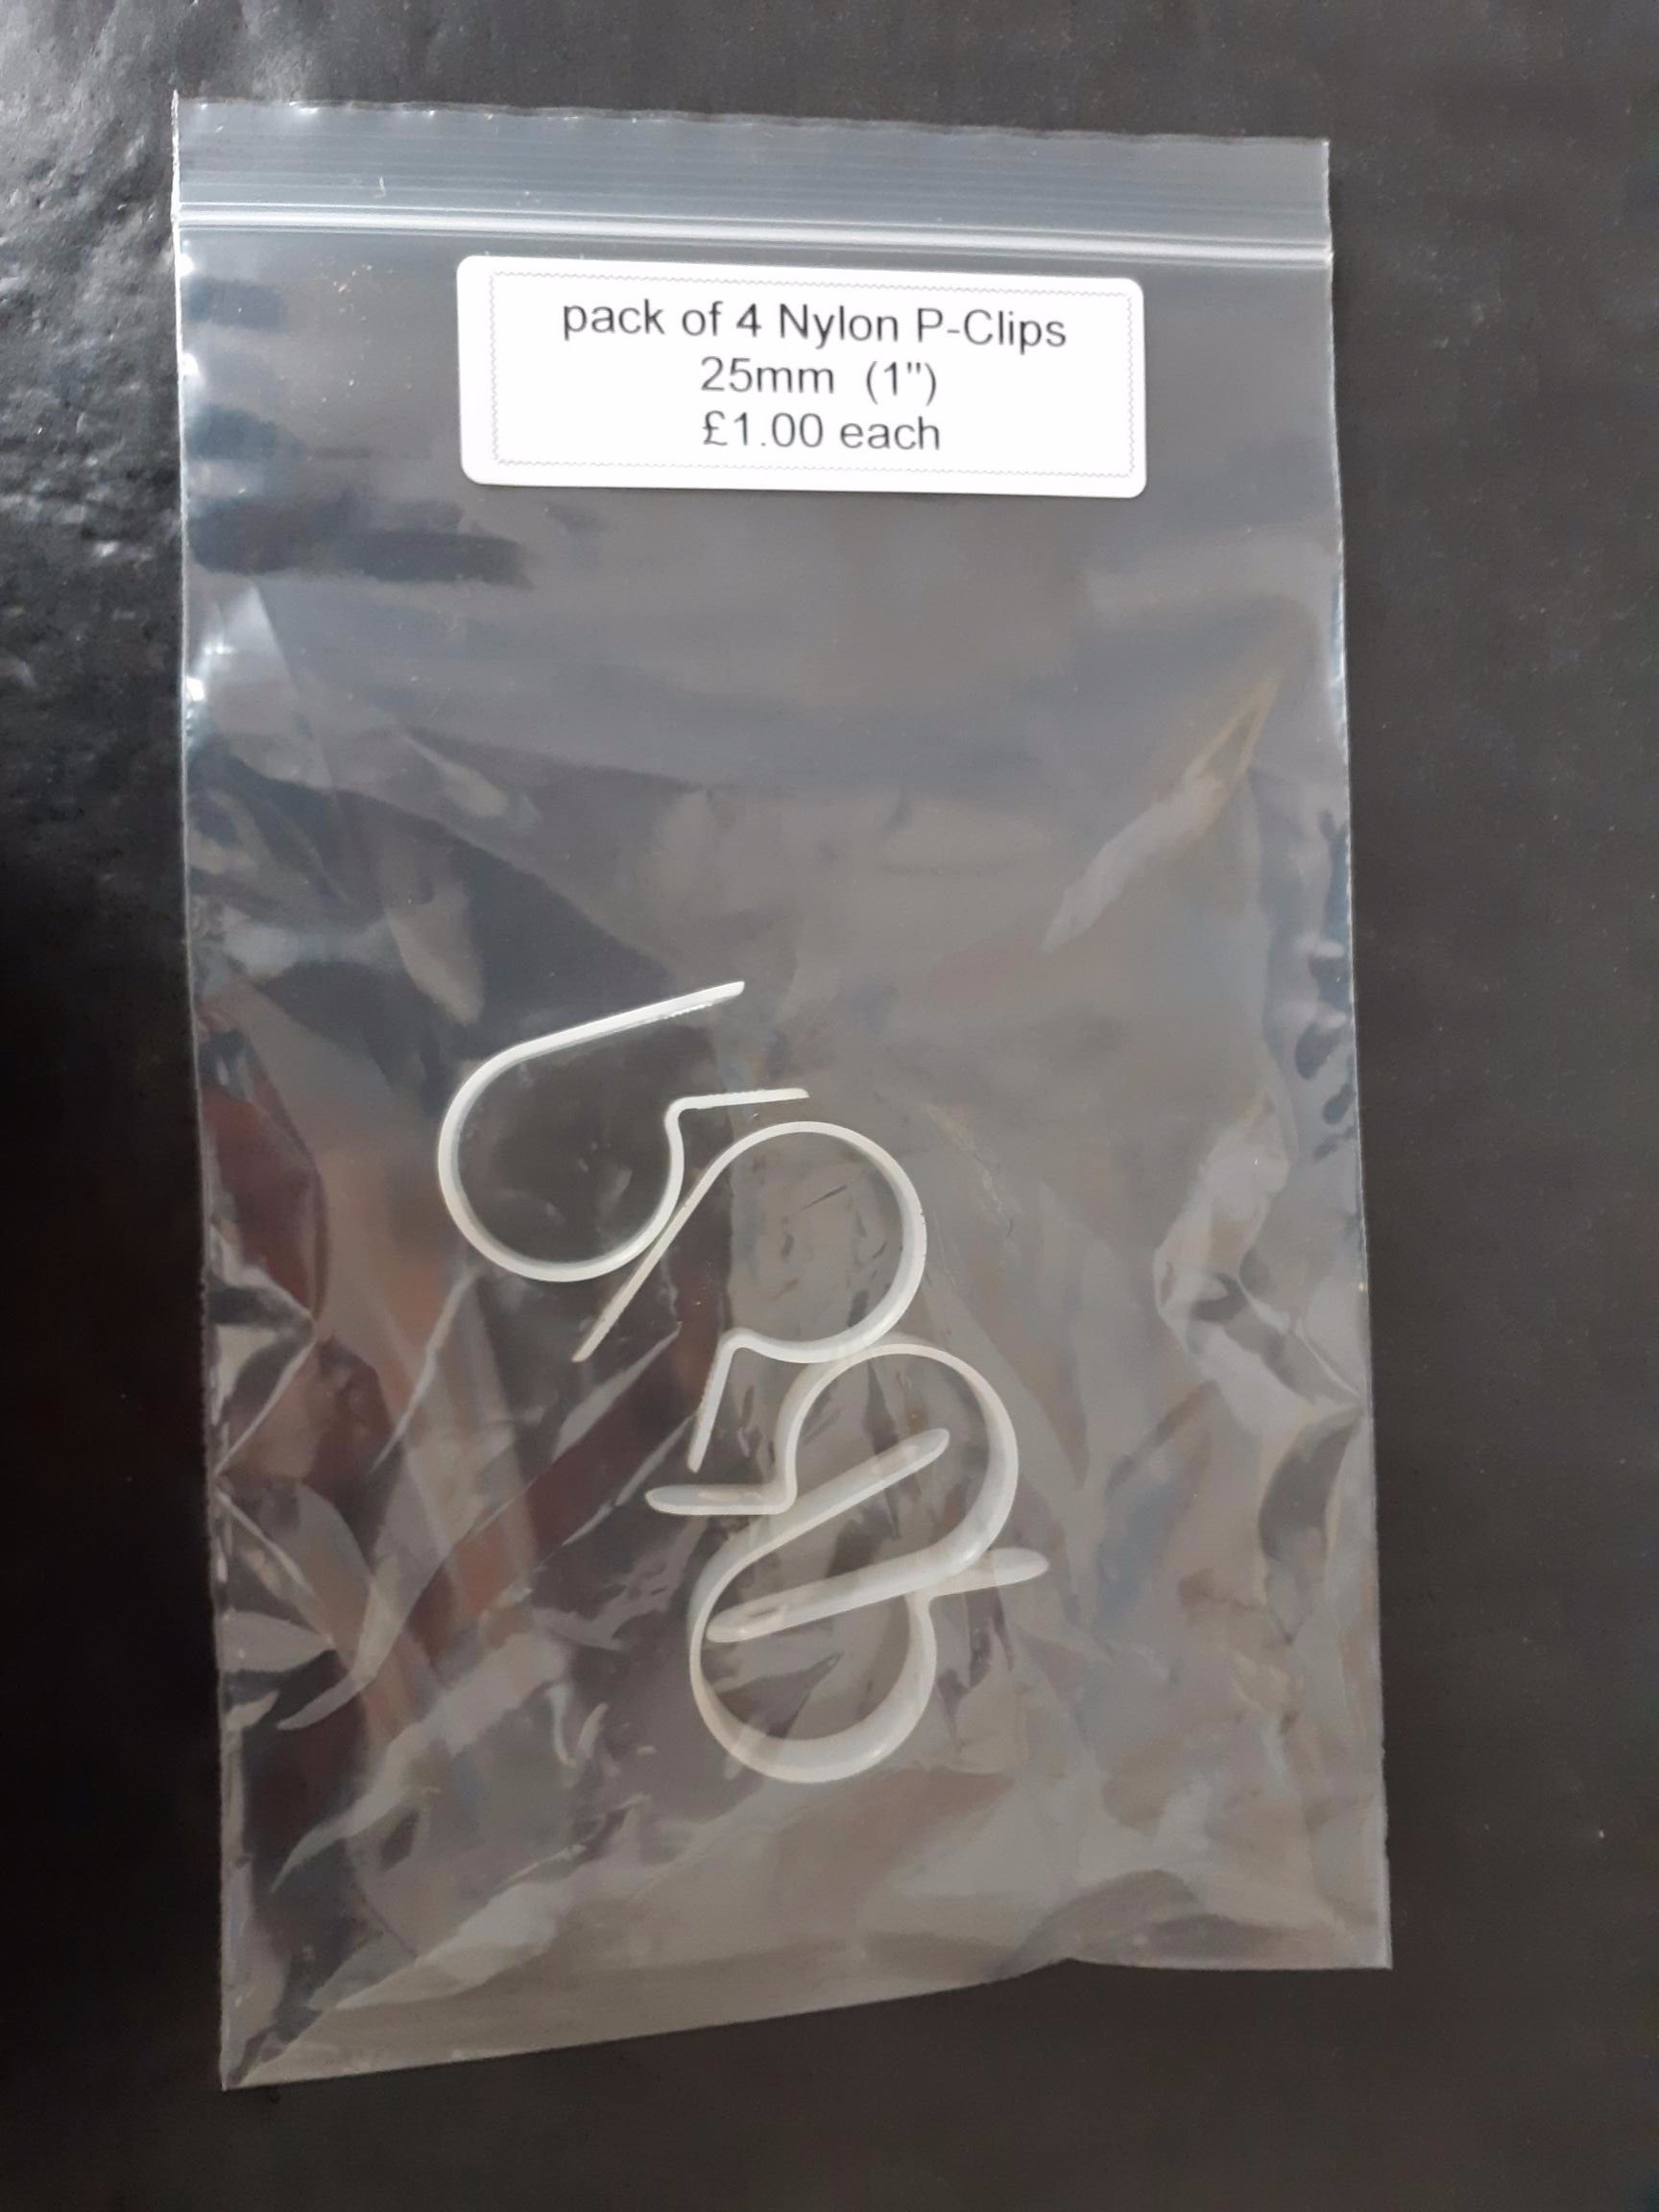 pack of 4 Nylon P-Clips
25mm (1")
£1.00 each